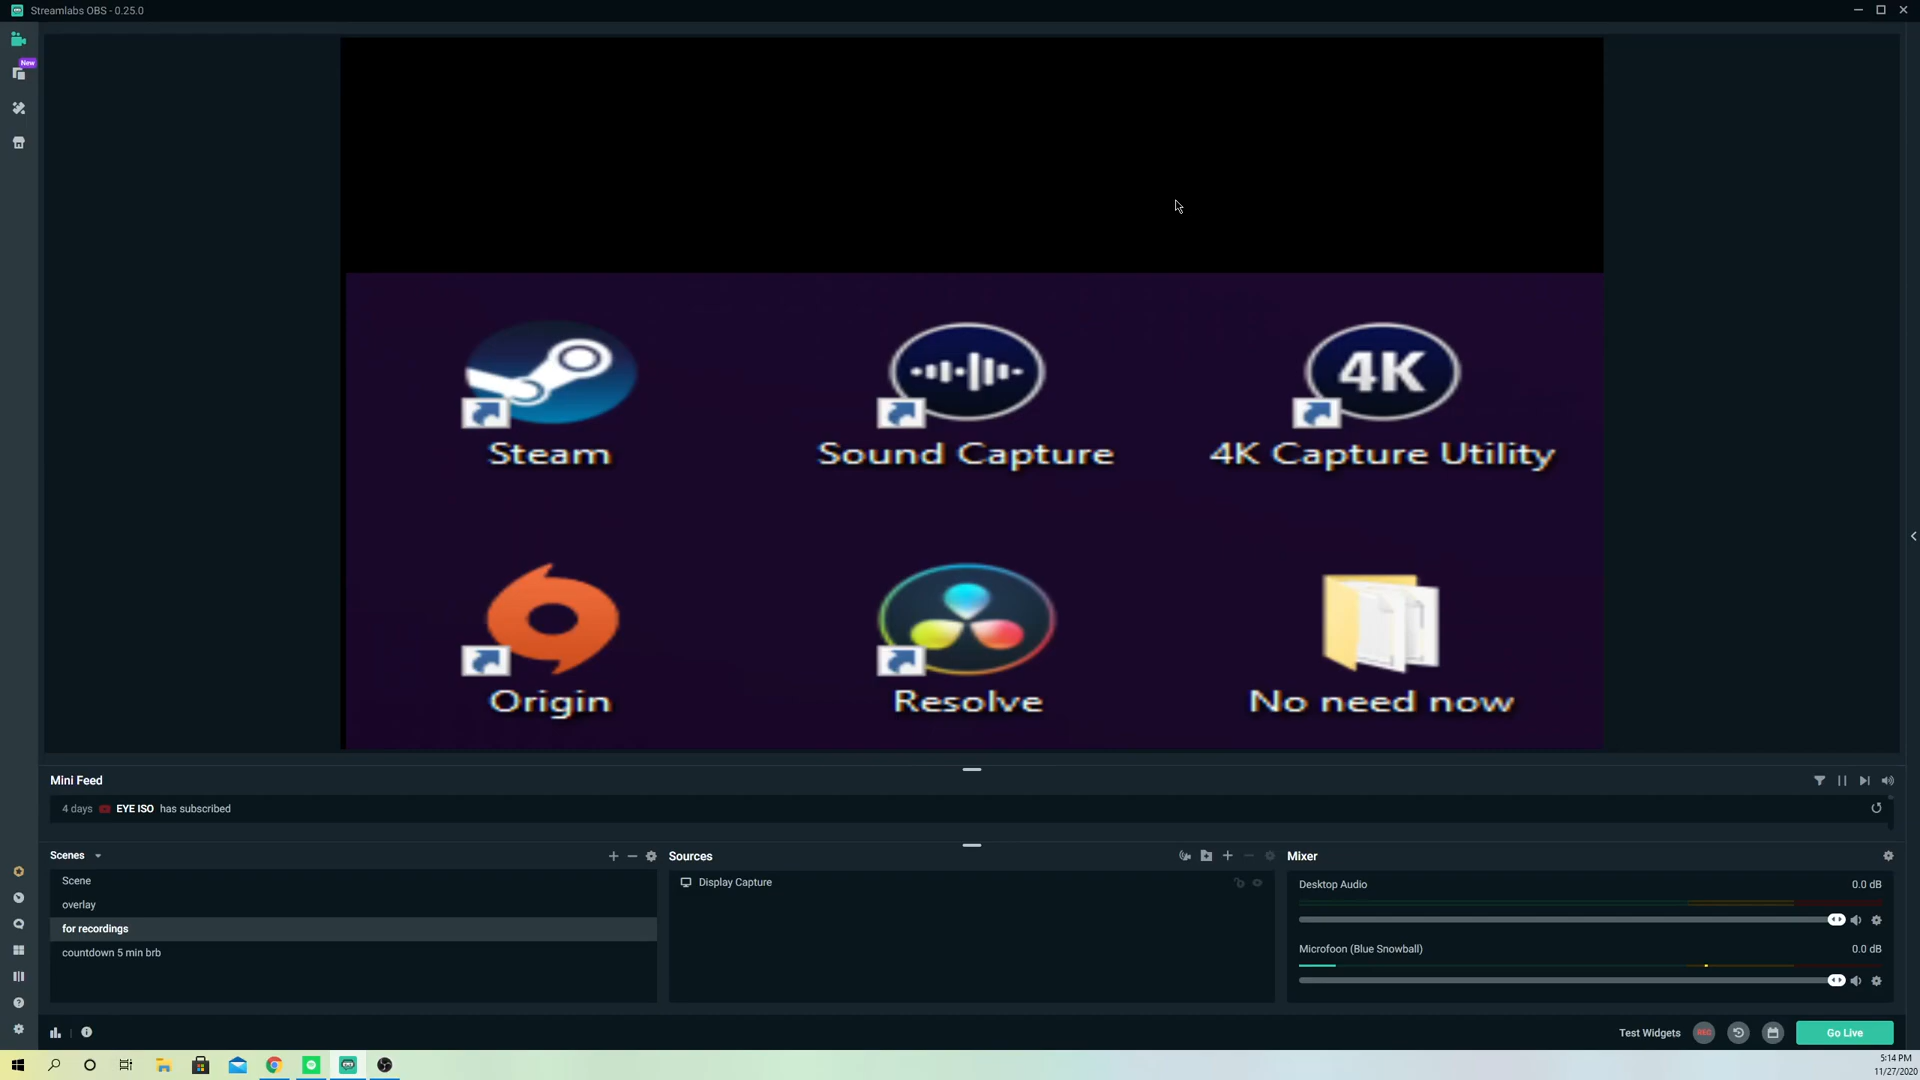 Streamlabs OBS - 0.25.0
New
4K
Steam
Sound Capture
4K Capture Utility
Origin
Resolve
No need now
Mini Feed
4 days EYE ISO has subscribed
Scenes
Scene
overlay
for recordings
countdown 5 min brb
Sources
Display Capture
Mixer
Desktop Audio 0.0 dB
Microfoon (Blue Snowball) 0.0 dB
Test Widgets
REC
Go Live
5:14 PM
11/27/2020